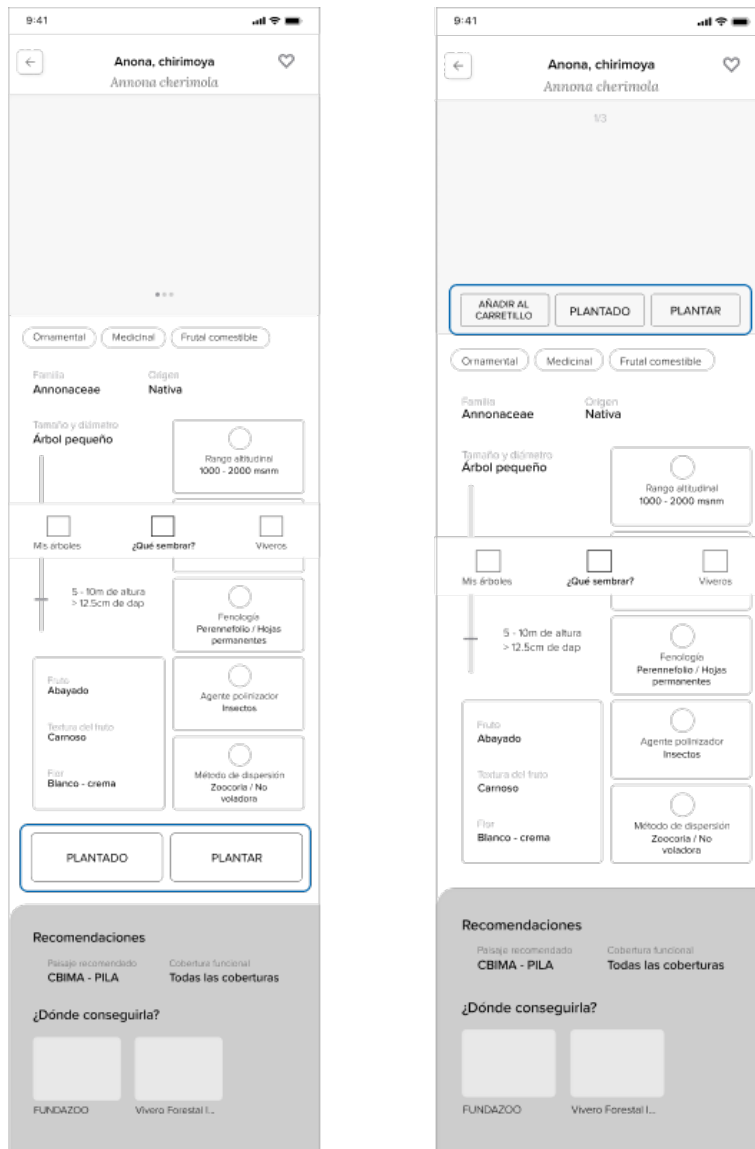 9:41
Anona, chirimoya
Annona cherimola
Ornamental
Medicinal
Frutal comestible
Familia
Origen
Annonaceae
Nativa
Tamaño y diámetro
Árbol pequeño
Rango altitudinal
1000 - 2000 msnm
Mis árboles
¿Qué sembrar?
Viveros
5 - 10m de altura
> 12.5cm de dap
Fenología
Perennefolio / Hojas
permanentes
Fruto
Abayado
Textura del fruto
Carnoso
Flor
Blanco - crema
Agente polinizador
Insectos
Método de dispersión
Zoocoria / No
voladora
PLANTADO
PLANTAR
Recomendaciones
Paisaje recomendado
Cobertura funcional
CBIMA - PILA
Todas las coberturas
¿Dónde conseguirla?
FUNDAZOO
Vivero Forestal I...
9:41
Anona, chirimoya
Annona cherimola
1/3
AÑADIR AL
CARRETILLO
PLANTADO
PLANTAR
Ornamental
Medicinal
Frutal comestible
Familia
Origen
Annonaceae
Nativa
Tamaño y diámetro
Árbol pequeño
Rango altitudinal
1000 - 2000 msnm
Mis árboles
¿Qué sembrar?
Viveros
5 - 10m de altura
> 12.5cm de dap
Fenología
Perennefolio / Hojas
permanentes
Fruto
Abayado
Textura del fruto
Carnoso
Flor
Blanco - crema
Agente polinizador
Insectos
Método de dispersión
Zoocoria / No
voladora
Recomendaciones
Paisaje recomendado
Cobertura funcional
CBIMA - PILA
Todas las coberturas
¿Dónde conseguirla?
FUNDAZOO
Vivero Forestal I...